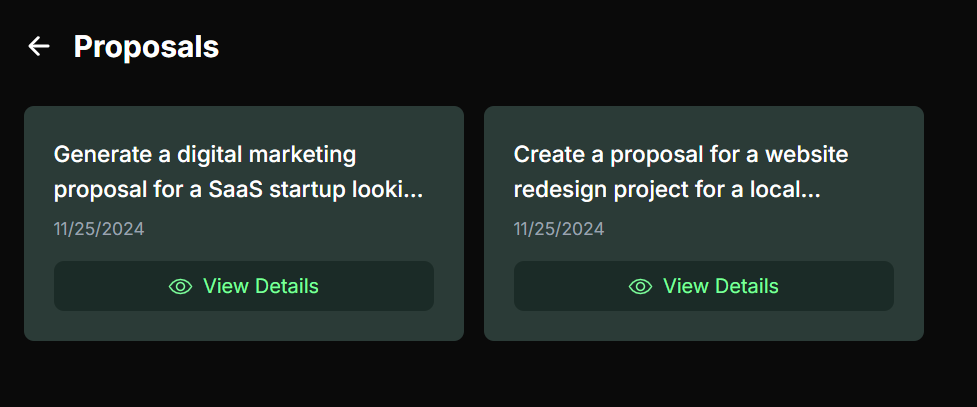 Proposals
Generate a digital marketing
proposal for a SaaS startup looki...
11/25/2024
View Details
Create a proposal for a website
redesign project for a local...
11/25/2024
View Details